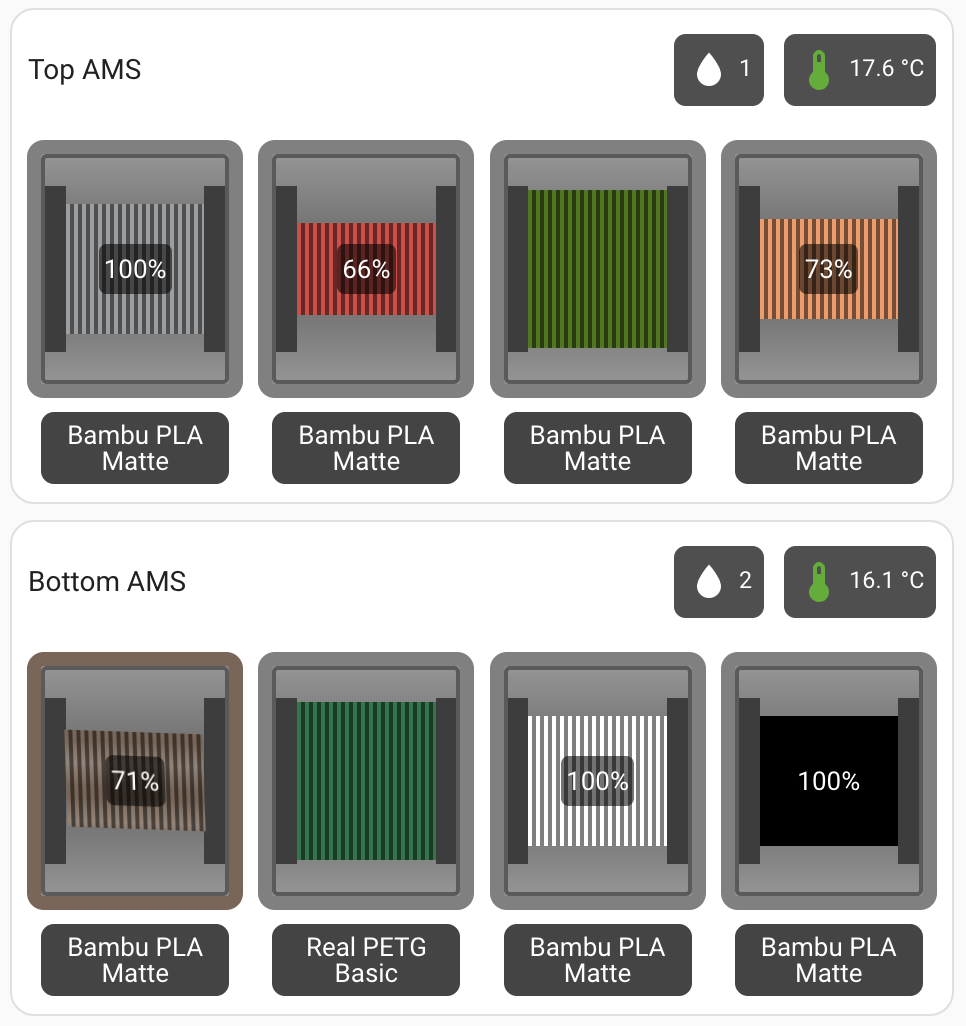 Top AMS
1
17.6 °C
100%
66%
73%
Bambu PLA
Matte
Bambu PLA
Matte
Bambu PLA
Matte
Bambu PLA
Matte
Bottom AMS
2
16.1 °C
71%
100%
100%
Bambu PLA
Matte
Real PETG
Basic
Bambu PLA
Matte
Bambu PLA
Matte